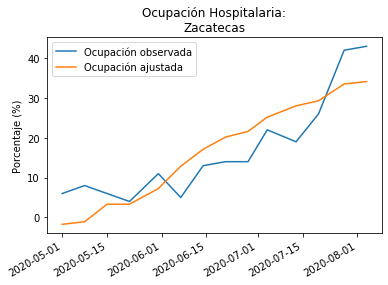 Ocupación Hospitalaria:
Zacatecas
Ocupación observada
Ocupación ajustada
Porcentaje (%)
40
30
20
10
0
2020-05-01
2020-05-15
2020-06-01
2020-06-15
2020-07-01
2020-07-15
2020-08-01